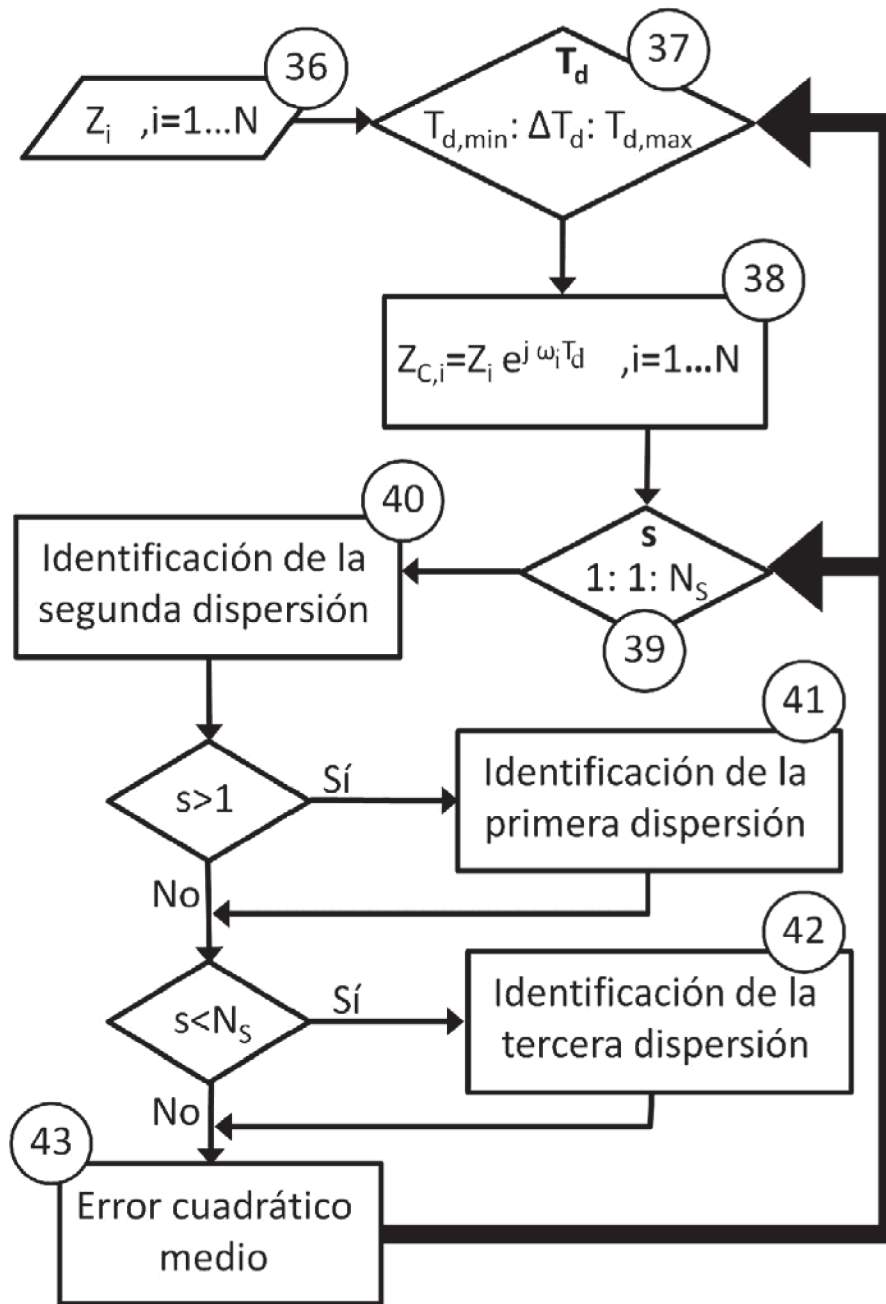 36
Z_i ,i=1...N
37
T_d
T_d,min: ΔT_d: T_d,max
38
Z_C,i=Z_i e^j ω_i T_d ,i=1...N
40
Identificación de la
segunda dispersión
s
1: 1: N_S
39
41
s>1
Sí
Identificación de la
primera dispersión
No
42
s<N_S
Sí
Identificación de la
tercera dispersión
No
43
Error cuadrático
medio